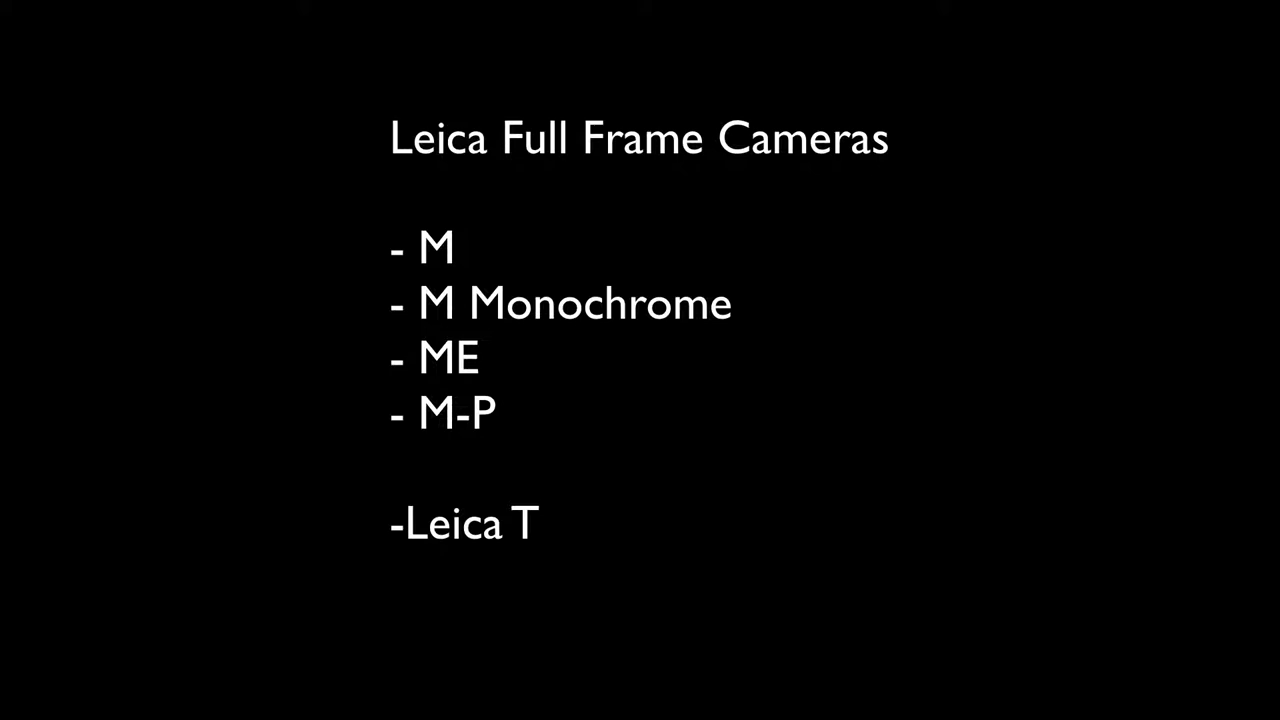 Leica Full Frame Cameras
- M
- M Monochrome
- ME
- M-P
-Leica T